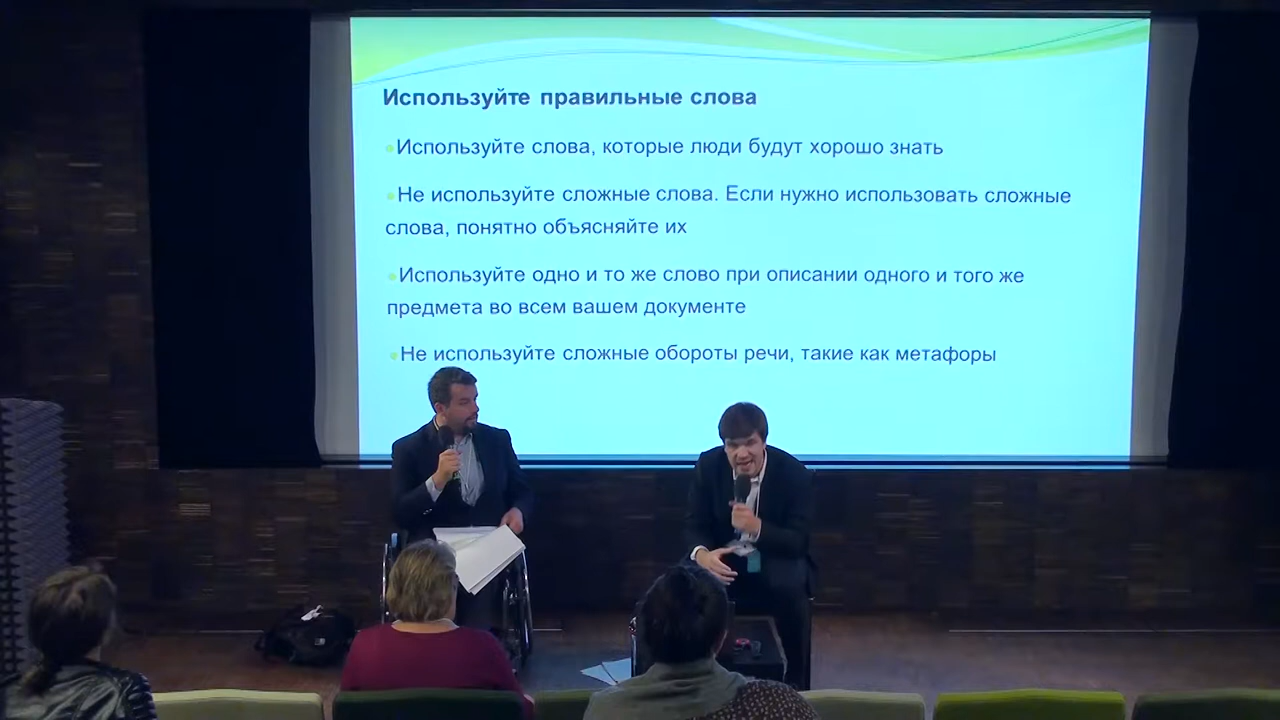 Используйте правильные слова
Используйте слова, которые люди будут хорошо знать
Не используйте сложные слова. Если нужно использовать сложные
слова, понятно объясняйте их
Используйте одно и то же слово при описании одного и того же
предмета во всем вашем документе
Не используйте сложные обороты речи, такие как метафоры